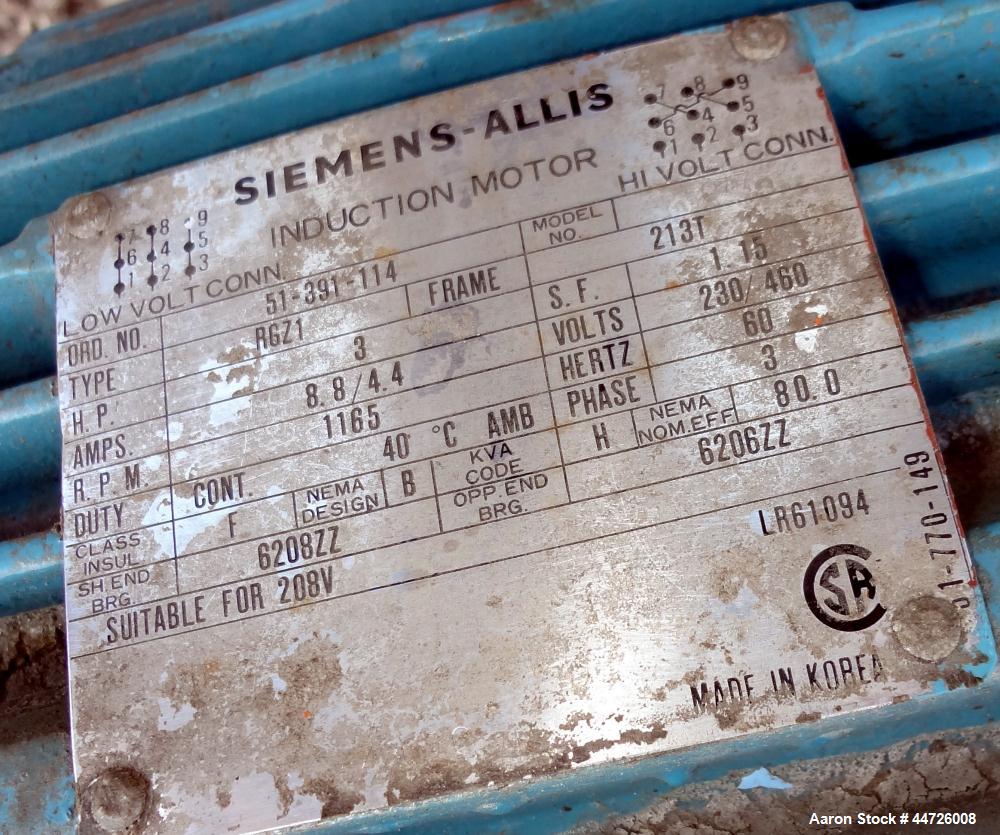 SIEMENS-ALLIS
INDUCTION MOTOR
7 8 9
6 4 5
1 2 3
LOW VOLT CONN.
7 8 9
6 4 5
1 2 3
HI VOLT CONN.
ORD. NO. 51-391-114 MODEL NO.
TYPE RGZ1 FRAME 213T
H.P. 3 S.F. 1 15
AMPS. 8.8/4.4 VOLTS 230/460
R.P.M. 1165 HERTZ 60
DUTY CONT. 40 °C AMB PHASE 3
CLASS INSUL F NEMA DESIGN B KVA CODE H NEMA NOM.EFF 80.0
SH END BRG. 6208ZZ OPP.END BRG. 6206ZZ
SUITABLE FOR 208V
LR61094
51-770-149
MADE IN KOREA
Aaron Stock # 44726008